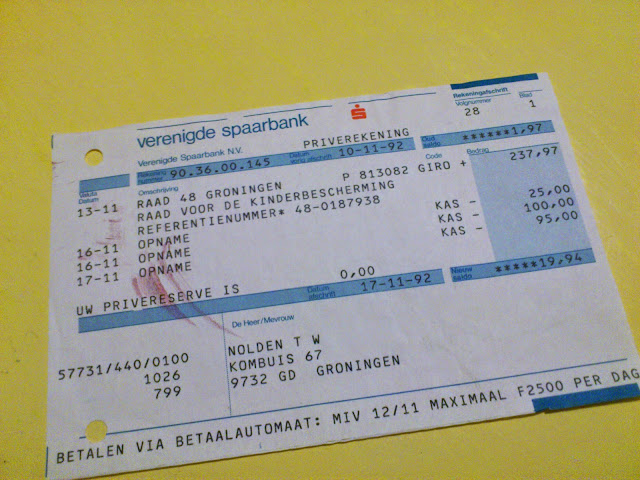 verenigde spaarbank
Rekeningafschrift
Volgnummer Blad
28 1
Verenigde Spaarbank N.V. PRIVEREKENING
Rekening nummer 90.36.00.145 Datum vorig afschrift 10-11-92 Oud saldo ******1,97
Valuta Datum Omschrijving Code Bedrag
13-11 RAAD 48 GRONINGEN P 813082 GIRO + 237,97
RAAD VOOR DE KINDERBESCHERMING
REFERENTIENUMMER* 48-0187938
16-11 OPNAME KAS - 25,00
16-11 OPNAME KAS - 100,00
17-11 OPNAME KAS - 95,00
UW PRIVERESERVE IS 0,00
Datum afschrift 17-11-92 Nieuw saldo *****19,94
De Heer/Mevrouw
57731/440/0100 NOLDEN T W
1026 KOMBUIS 67
799 9732 GD GRONINGEN
BETALEN VIA BETAALAUTOMAAT: MIV 12/11 MAXIMAAL F2500 PER DAG